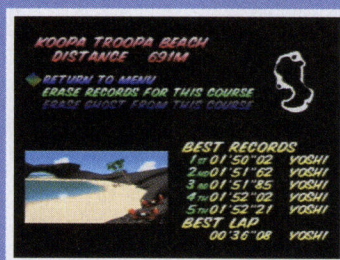 KOOPA TROOPA BEACH
DISTANCE 691M
RETURN TO MENU
ERASE RECORDS FOR THIS COURSE
ERASE GHOST FROM THIS COURSE
BEST RECORDS
1ST 01'50"02 YOSHI
2ND 01'51"62 YOSHI
3RD 01'51"85 YOSHI
4TH 01'52"02 YOSHI
5TH 01'52"21 YOSHI
BEST LAP
00'36"08 YOSHI